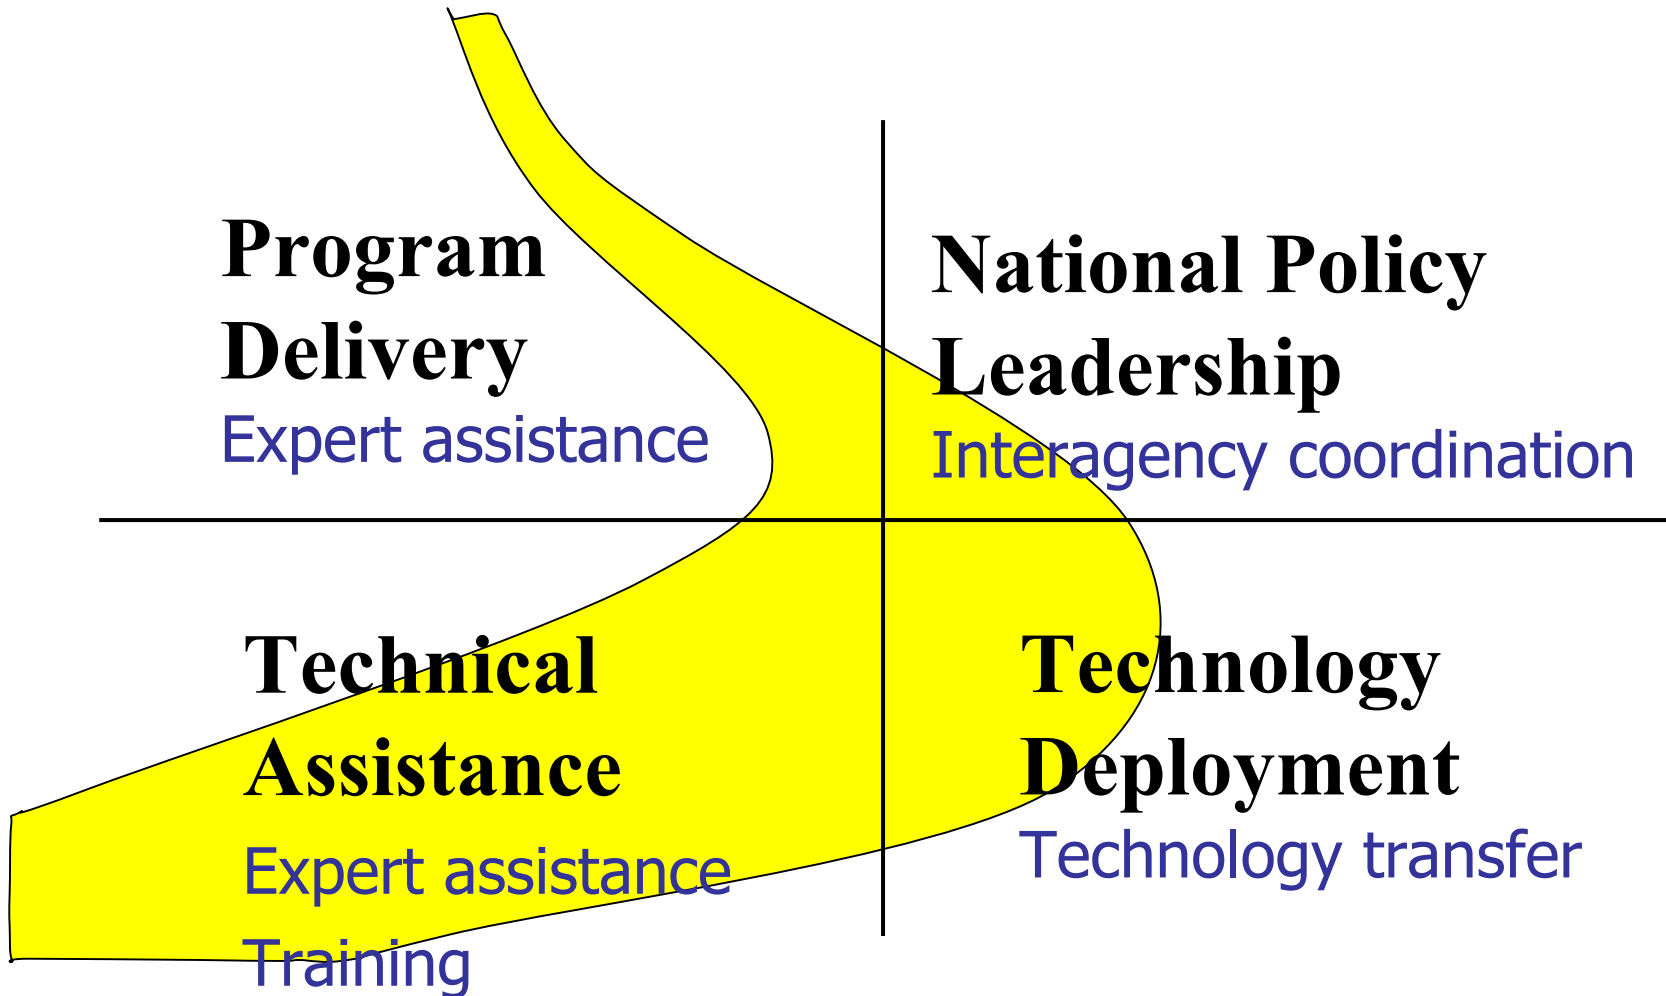 Program
Delivery
Expert assistance
National Policy
Leadership
Interagency coordination
Technical
Assistance
Expert assistance
Training
Technology
Deployment
Technology transfer